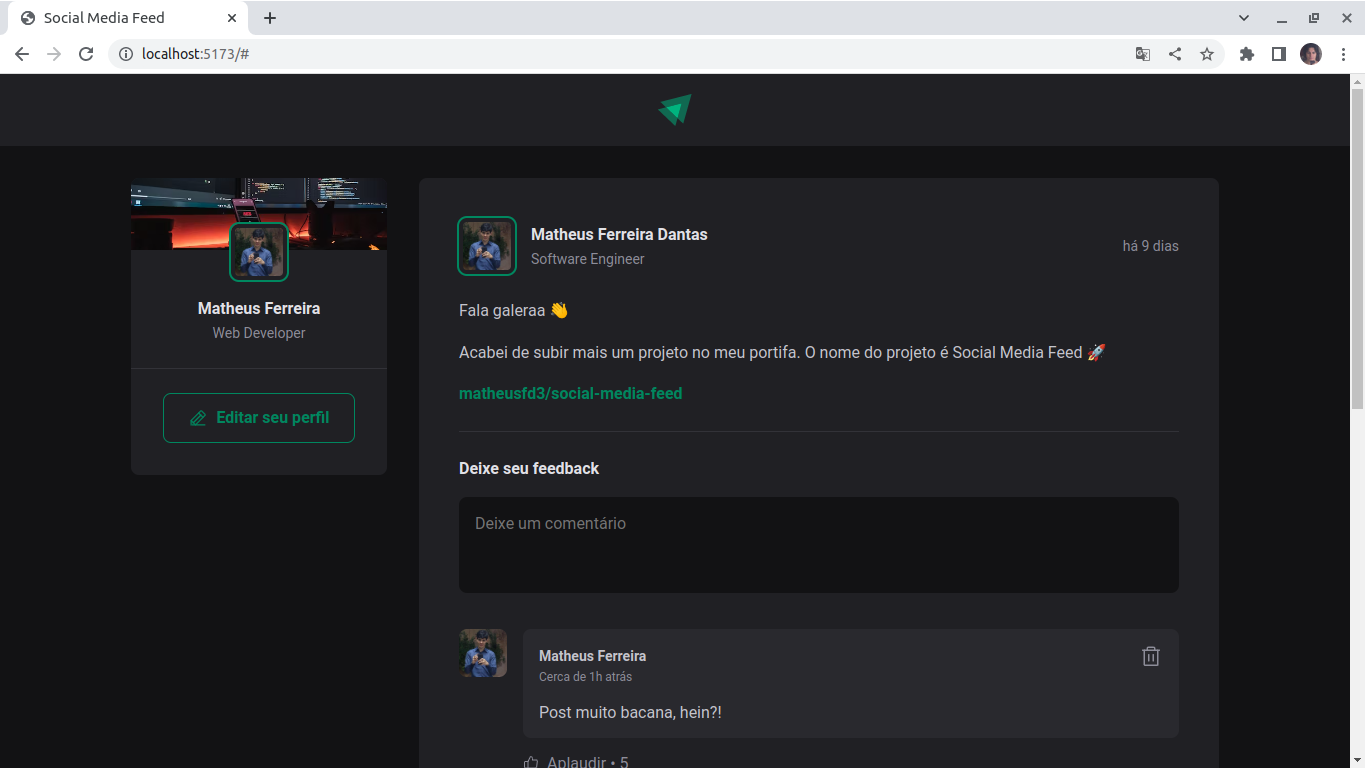 Social Media Feed
localhost:5173/#
Matheus Ferreira
Web Developer
Editar seu perfil
Matheus Ferreira Dantas
Software Engineer
há 9 dias
Fala galeraa 👋
Acabei de subir mais um projeto no meu portifa. O nome do projeto é Social Media Feed 🚀
matheusfd3/social-media-feed
Deixe seu feedback
Deixe um comentário
Matheus Ferreira
Cerca de 1h atrás
Post muito bacana, hein?!
Aplaudir • 5